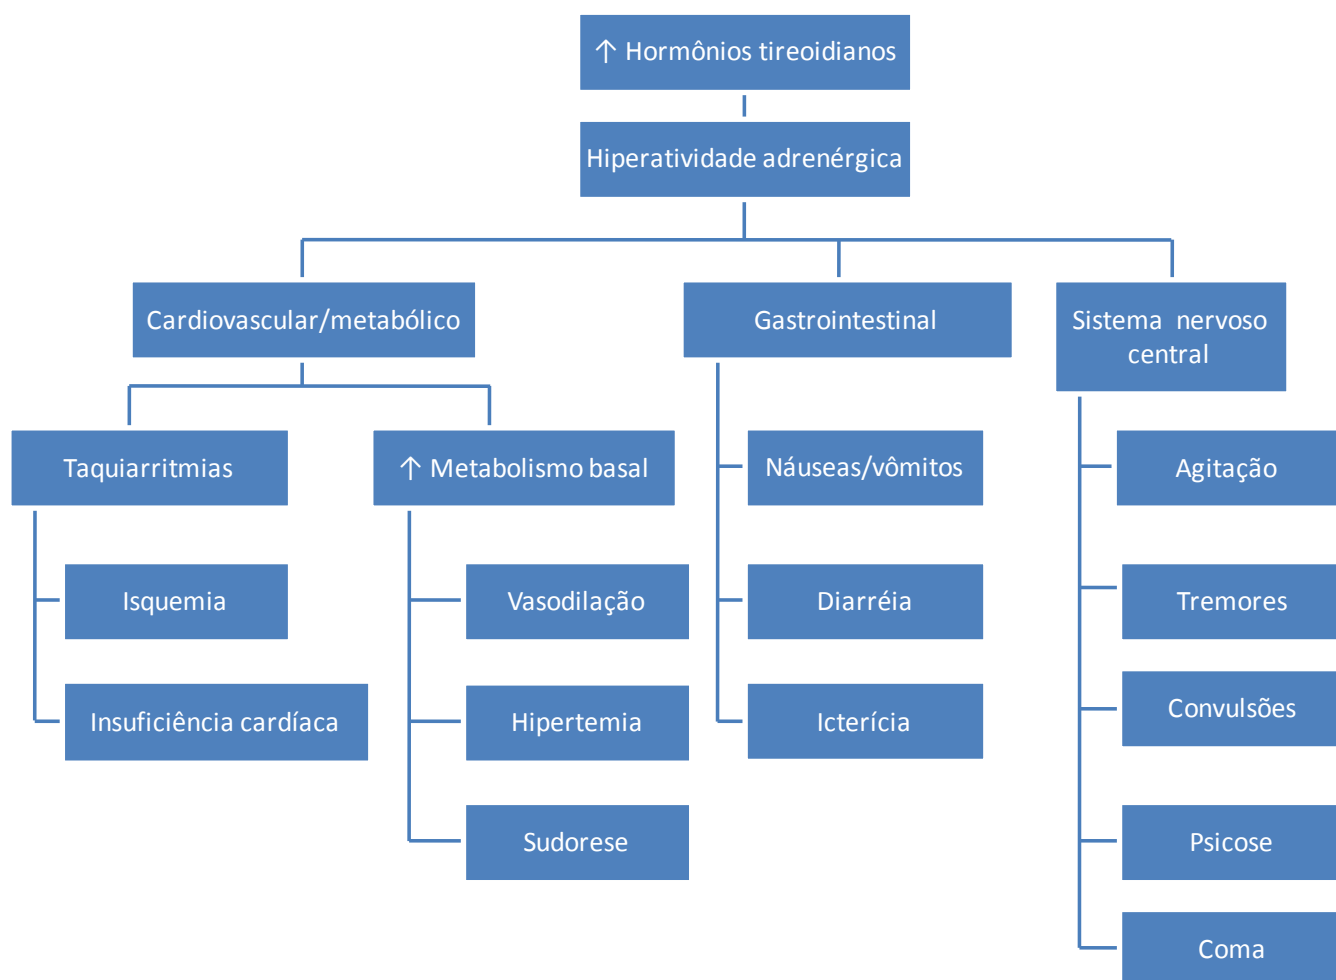 ↑ Hormônios tireoidianos
Hiperatividade adrenérgica
Cardiovascular/metabólico
Gastrointestinal
Sistema nervoso
central
Taquiarritmias
↑ Metabolismo basal
Náuseas/vômitos
Agitação
Isquemia
Vasodilação
Diarréia
Tremores
Insuficiência cardíaca
Hipertemia
Icterícia
Convulsões
Sudorese
Psicose
Coma